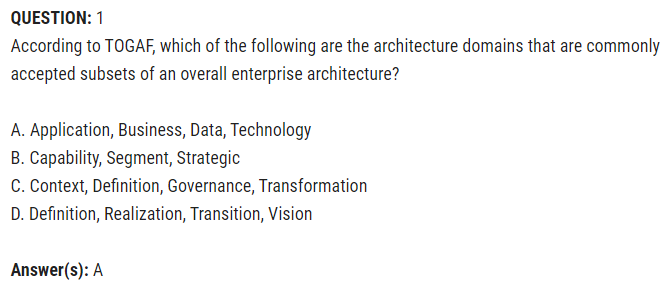 QUESTION: 1
According to TOGAF, which of the following are the architecture domains that are commonly
accepted subsets of an overall enterprise architecture?
A. Application, Business, Data, Technology
B. Capability, Segment, Strategic
C. Context, Definition, Governance, Transformation
D. Definition, Realization, Transition, Vision
Answer(s): A